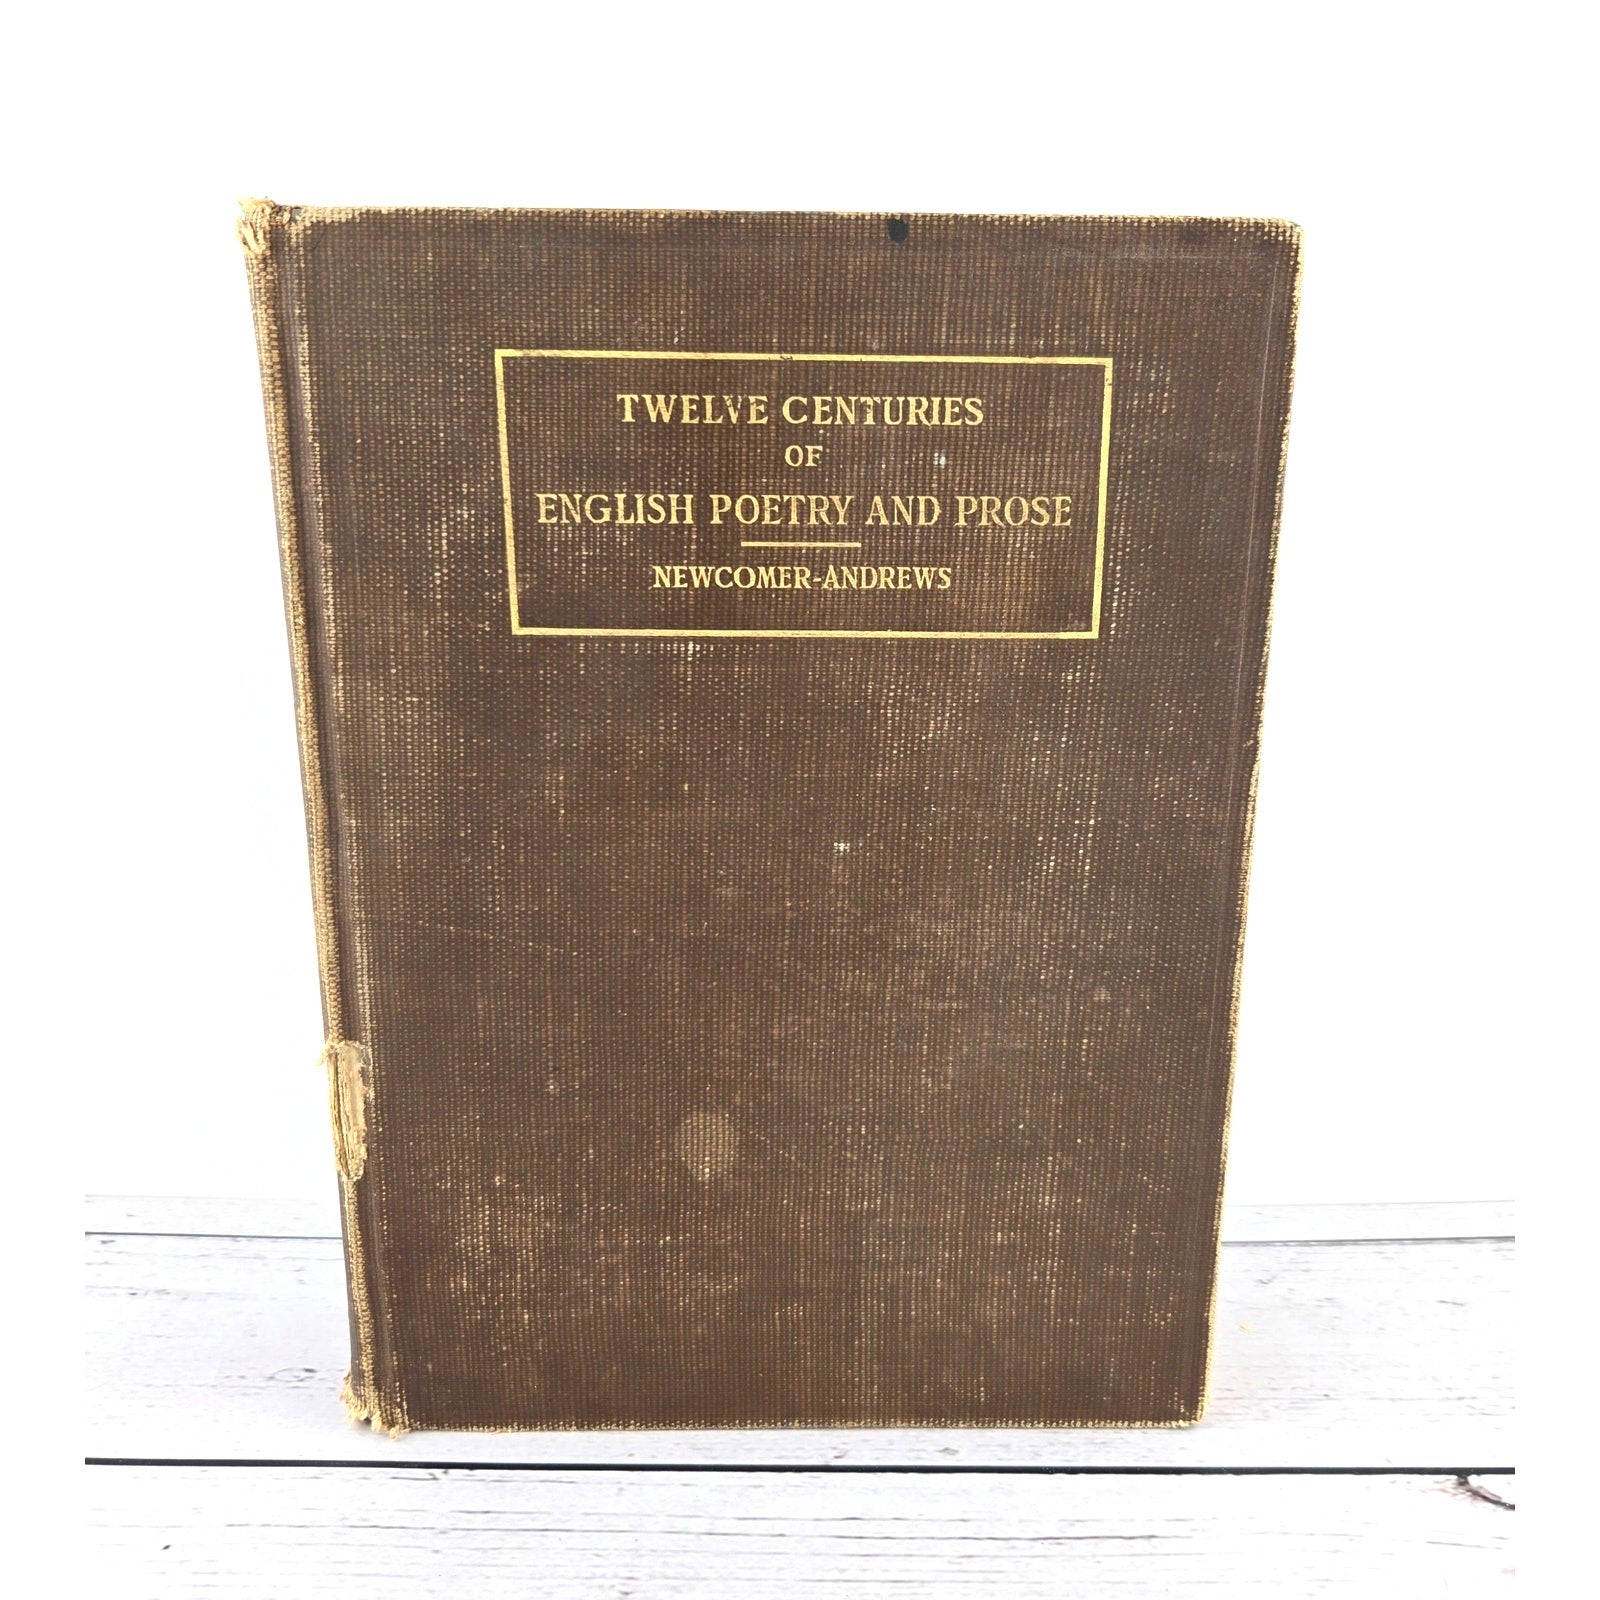 TWELVE CENTURIES
OF
ENGLISH POETRY AND PROSE
NEWCOMER-ANDREWS